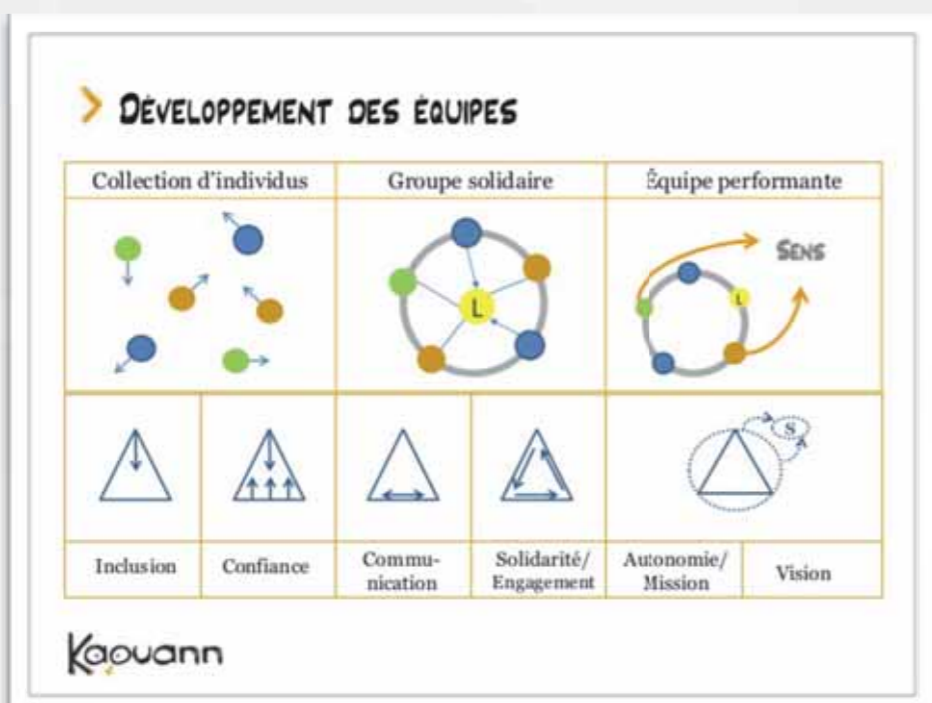 DÉVELOPPEMENT DES ÉQUIPES
Collection d'individus
Groupe solidaire
Équipe performante
L
SENS
L
S
Inclusion
Confiance
Commu-
nication
Solidarité/
Engagement
Autonomie/
Mission
Vision
Kaouann